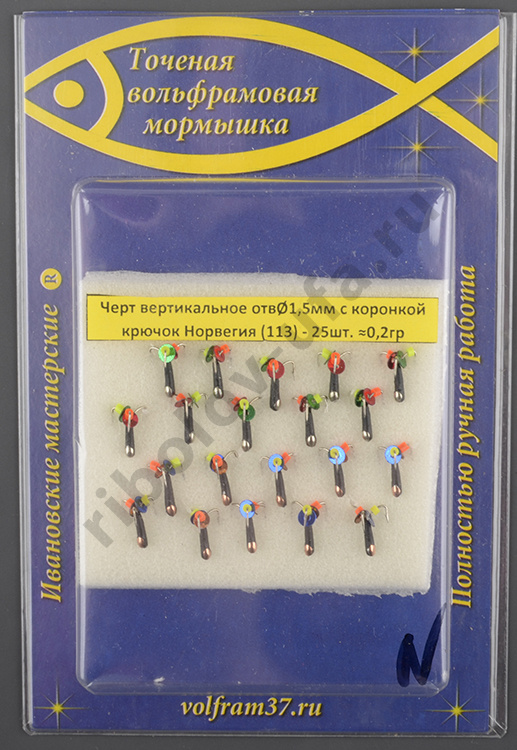 Точеная
вольфрамовая
мормышка
Ивановские мастерские ®
Полностью ручная работа
Черт вертикальное отвØ1,5мм с коронкой
крючок Норвегия (113) - 25шт. ≈0,2гр
ribolov-ufa.ru
N
volfram37.ru